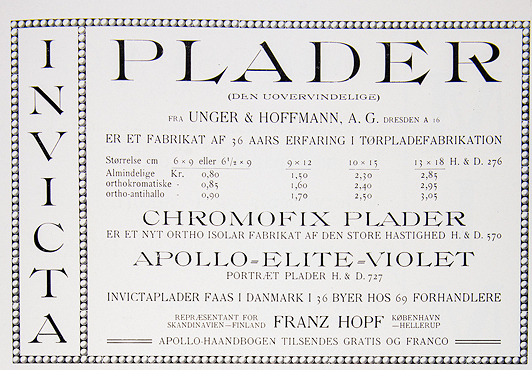 INVICTA
PLADER
(DEN UOVERVINDELIGE)
FRA UNGER & HOFFMANN, A. G. DRESDEN A 16
ER ET FABRIKAT AF 36 AARS ERFARING I TØRPLADEFABRIKATION
Størrelse cm 6 × 9 eller 6½ × 9 9 × 12 10 × 15 13 × 18 H. & D. 276
Almindelige Kr. 0,80 1,50 2,30 2,85
ortokromatiske - 0,85 1,60 2,40 2,95
ortho-antihallo - 0,90 1,70 2,50 3,05
CHROMOFIX PLADER
ER ET NYT ORTHO ISOLAR FABRIKAT AF DEN STORE HASTIGHED H. & D. 570
APOLLO=ELITE=VIOLET
PORTRÆT PLADER H. & D. 727
INVICTAPLADER FAAS I DANMARK I 36 BYER HOS 69 FORHANDLERE
REPRÆSENTANT FOR SKANDINAVIEN—FINLAND FRANZ HOPF KØBENHAVN —HELLERUP
APOLLO-HAANDBOGEN TILSENDES GRATIS OG FRANCO